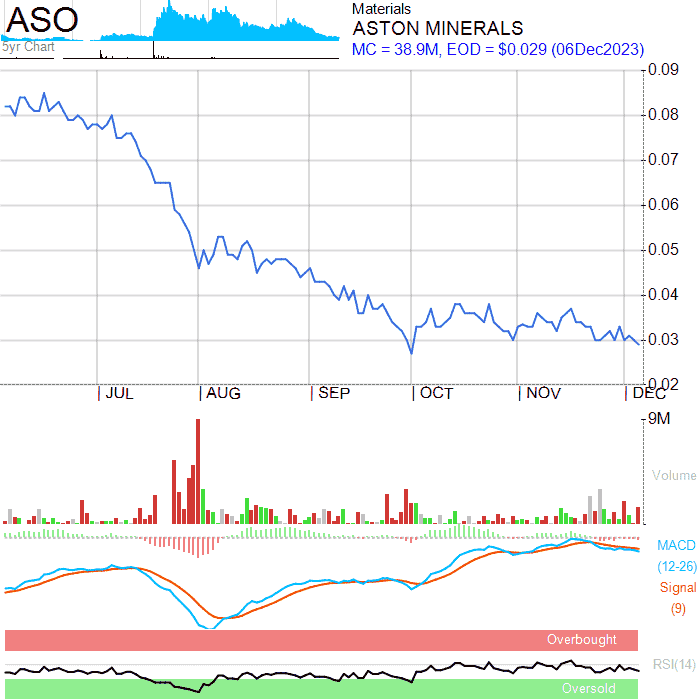 ASO
5yr Chart
Materials
ASTON MINERALS
MC = 38.9M, EOD = $0.029 (06Dec2023)
0.09
0.08
0.07
0.06
0.05
0.04
0.03
0.02
JUL
AUG
SEP
OCT
NOV
DEC
9M
Volume
MACD
(12-26)
Signal
(9)
Overbought
RSI(14)
Oversold